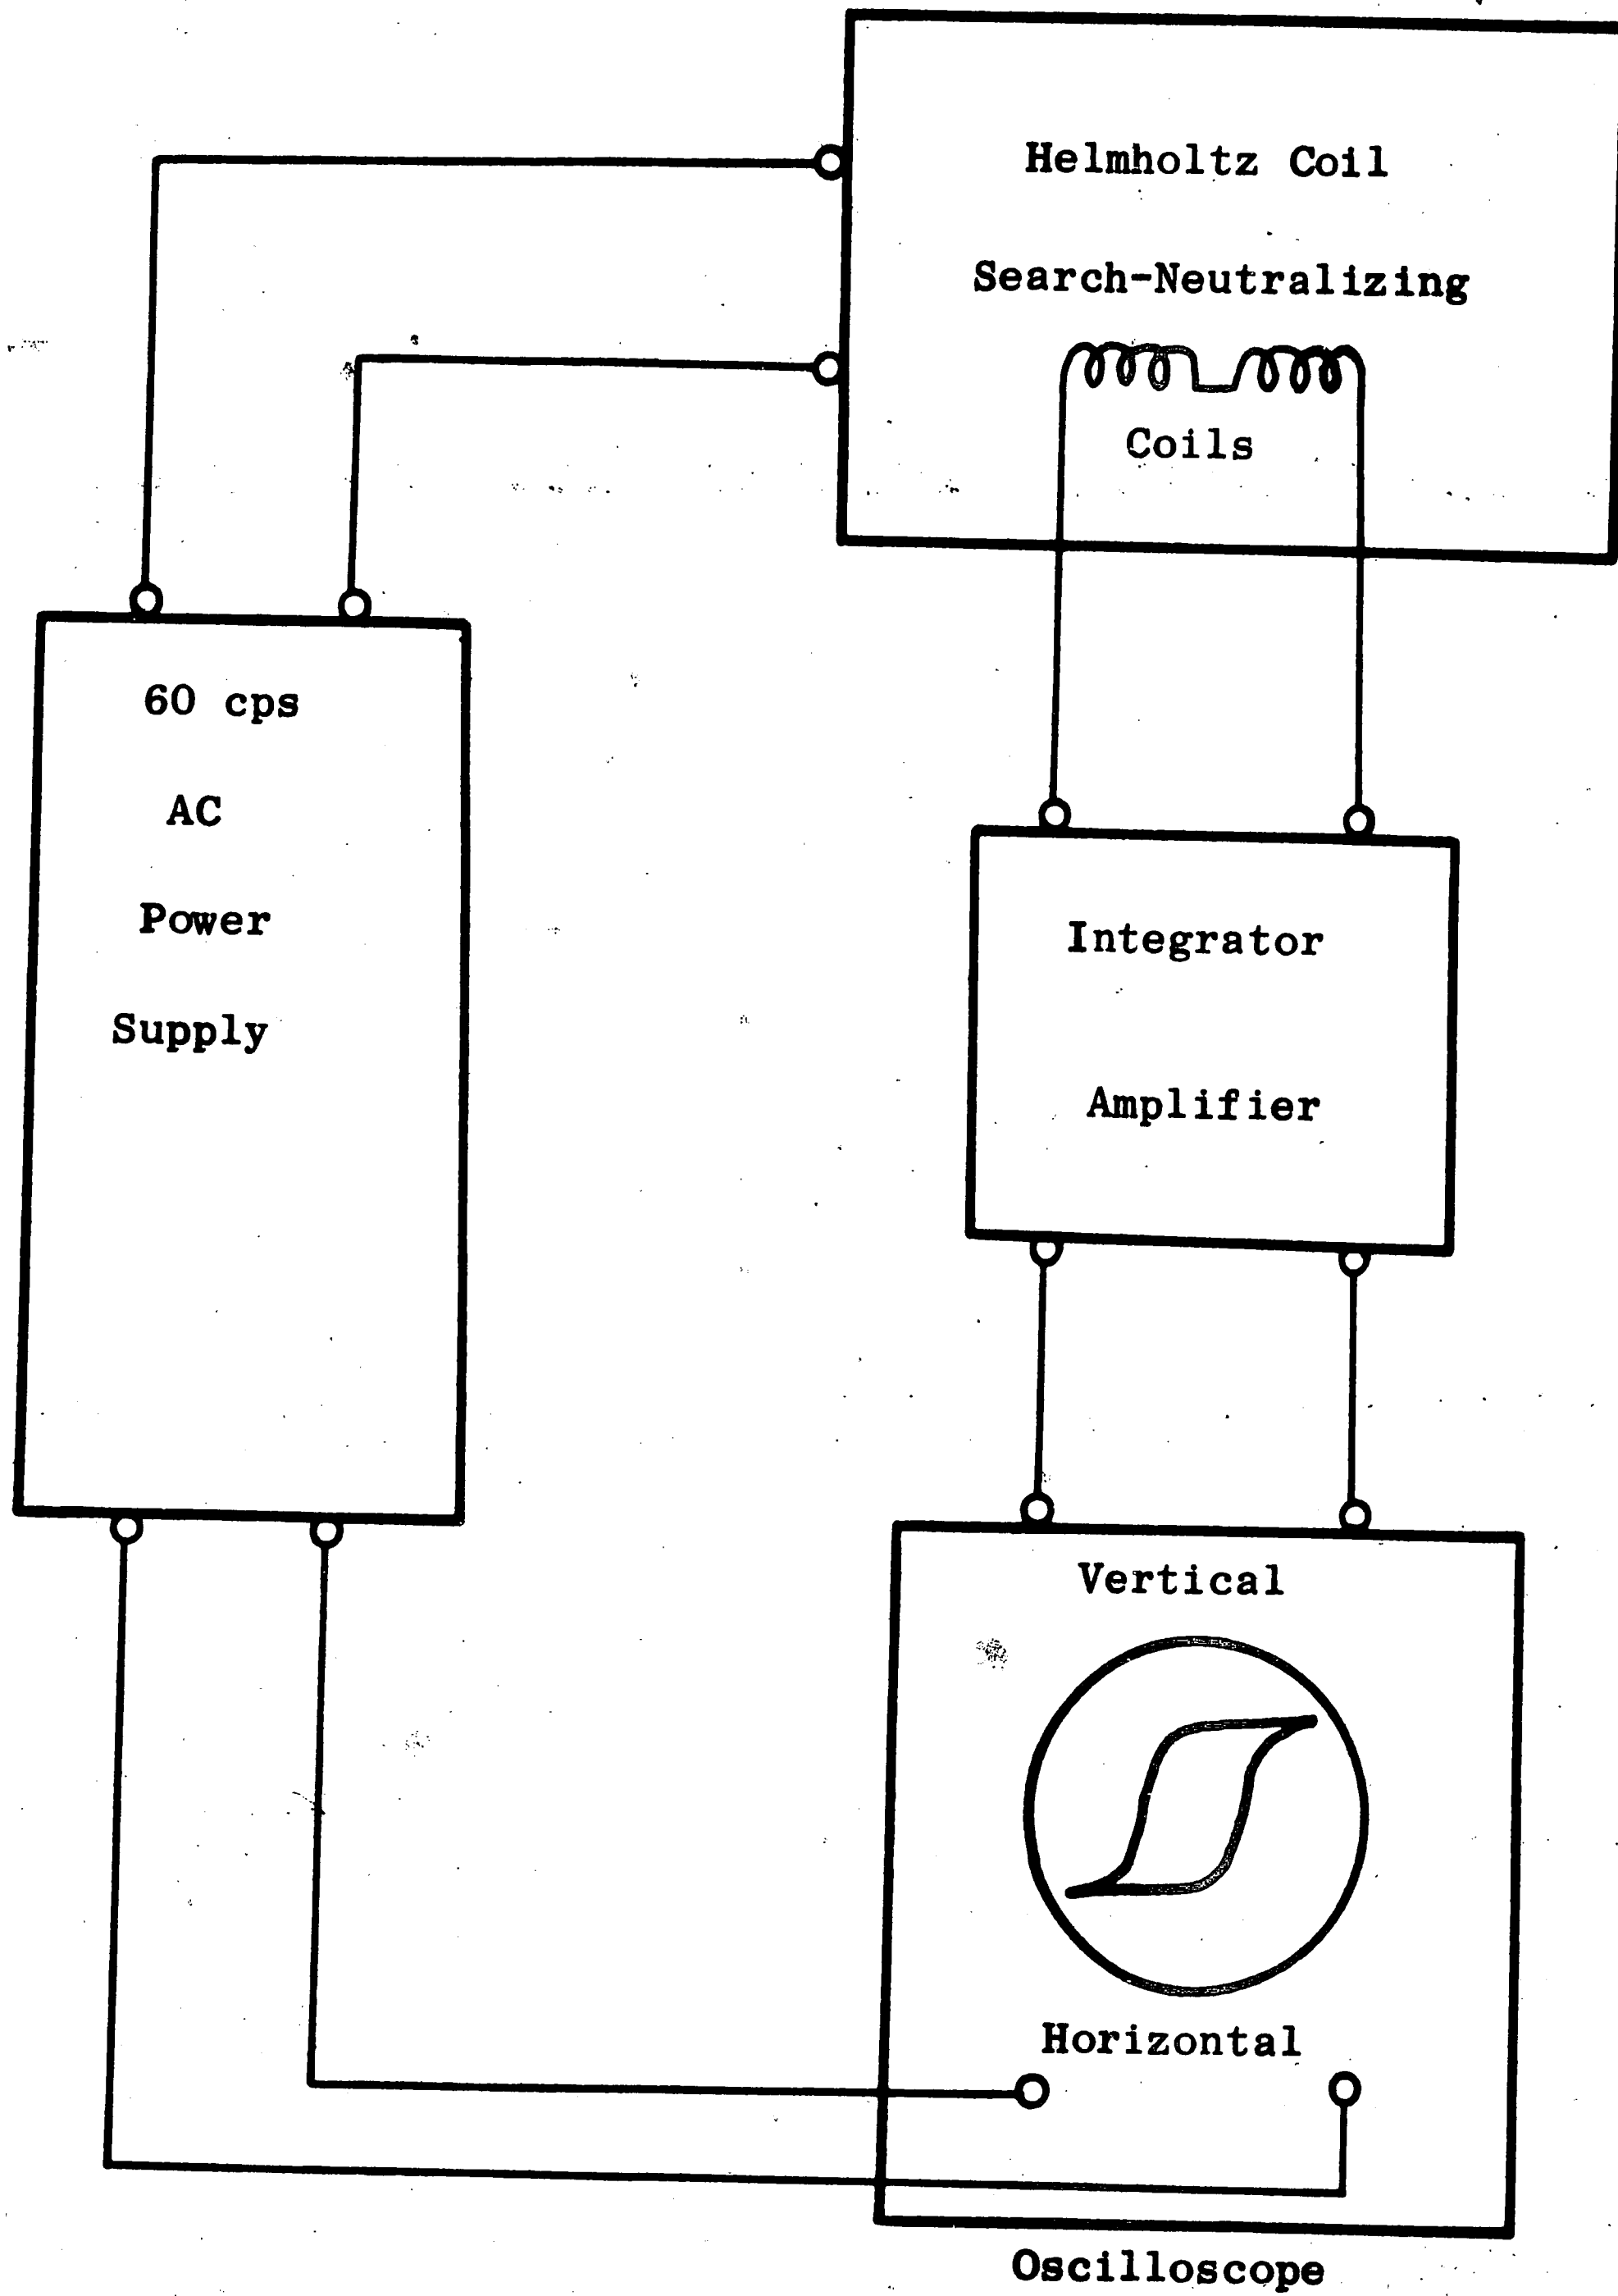 Helmholtz Coil
Search-Neutralizing
Coils
60 cps
AC
Power
Supply
Integrator
Amplifier
Vertical
Horizontal
Oscilloscope